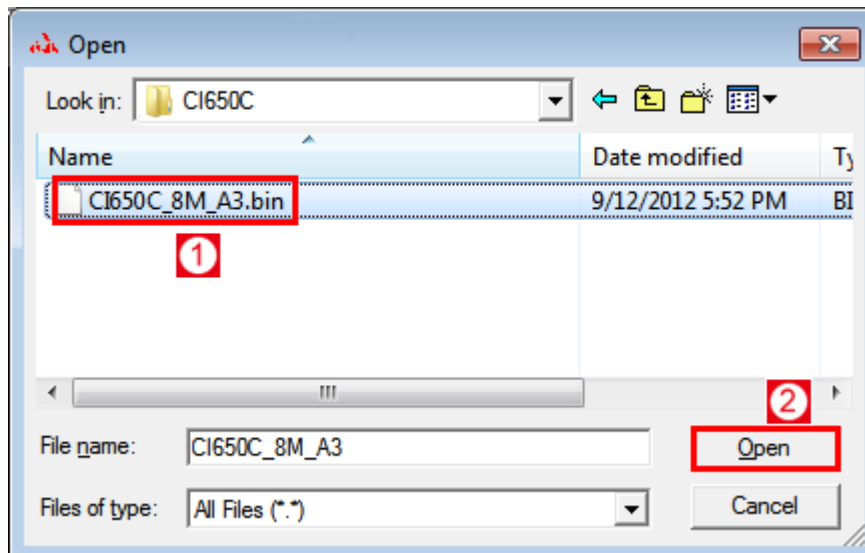 Open
Look in: CI650C
Name Date modified Ty
CI650C_8M_A3.bin 9/12/2012 5:52 PM BI
1
2
File name: CI650C_8M_A3 Open
Files of type: All Files (*.*) Cancel